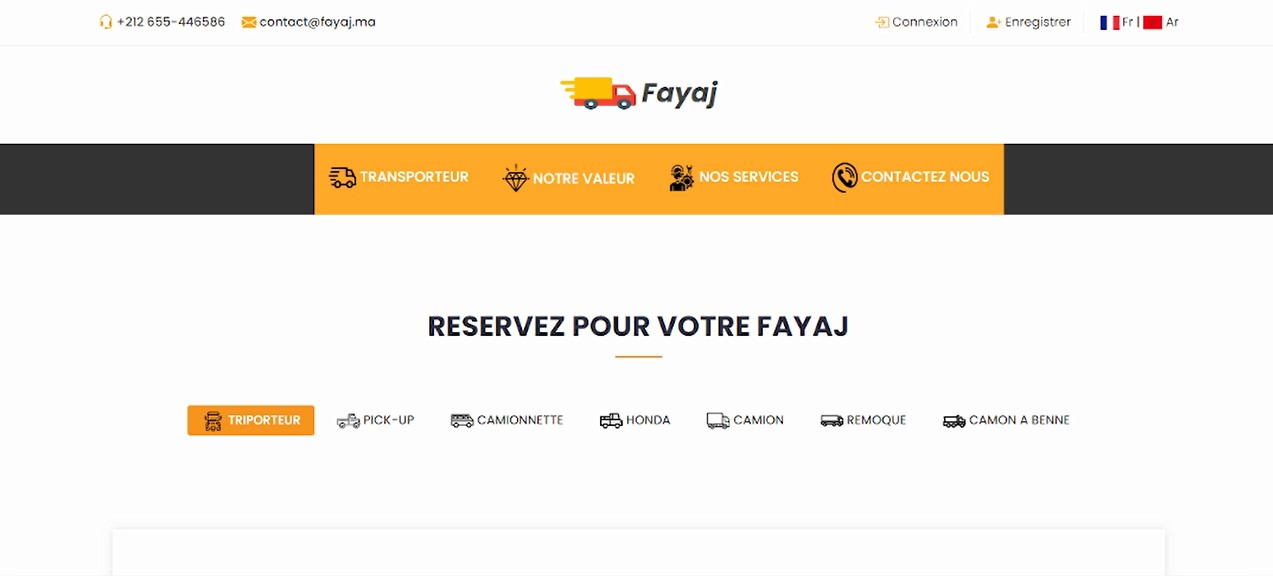 +212 655-446586 contact@fayaj.ma Connexion Enregistrer Fr | Ar
Fayaj
TRANSPORTEUR NOTRE VALEUR NOS SERVICES CONTACTEZ NOUS
RESERVEZ POUR VOTRE FAYAJ
TRIPORTEUR PICK-UP CAMIONNETTE HONDA CAMION REMOQUE CAMON A BENNE